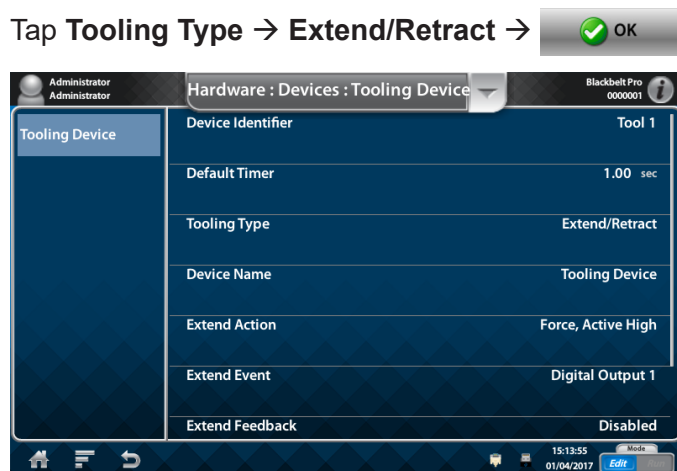 Tap Tooling Type → Extend/Retract → OK
Administrator
Administrator
Hardware : Devices : Tooling Device
Blackbelt Pro
0000001
Tooling Device
Device Identifier Tool 1
Default Timer 1.00 sec
Tooling Type Extend/Retract
Device Name Tooling Device
Extend Action Force, Active High
Extend Event Digital Output 1
Extend Feedback Disabled
15:13:55
01/04/2017
Mode
Edit